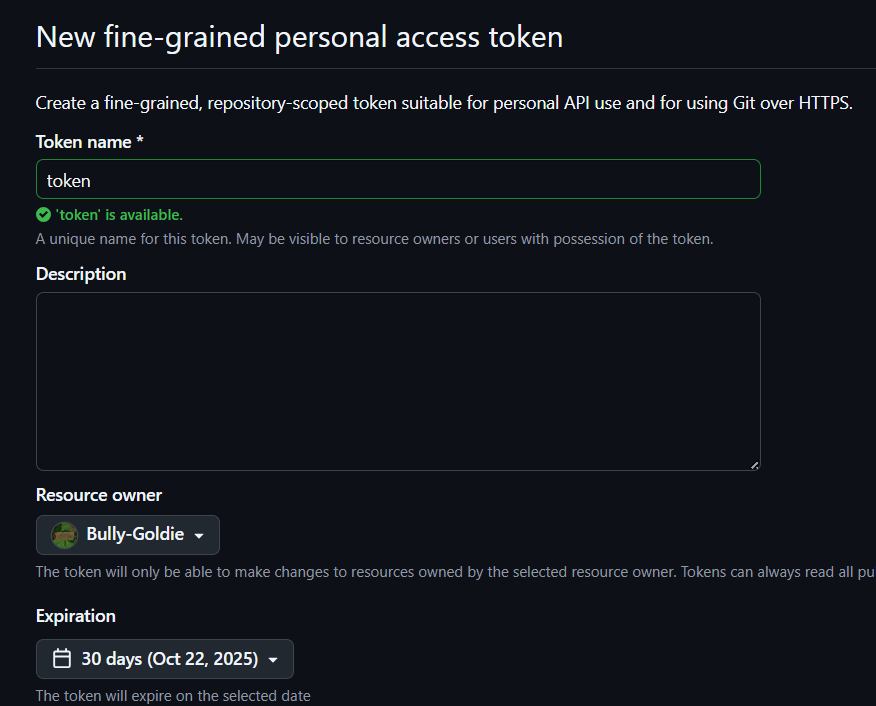 New fine-grained personal access token
Create a fine-grained, repository-scoped token suitable for personal API use and for using Git over HTTPS.
Token name *
token
'token' is available.
A unique name for this token. May be visible to resource owners or users with possession of the token.
Description
Resource owner
Bully-Goldie
The token will only be able to make changes to resources owned by the selected resource owner. Tokens can always read all pu
Expiration
30 days (Oct 22, 2025)
The token will expire on the selected date